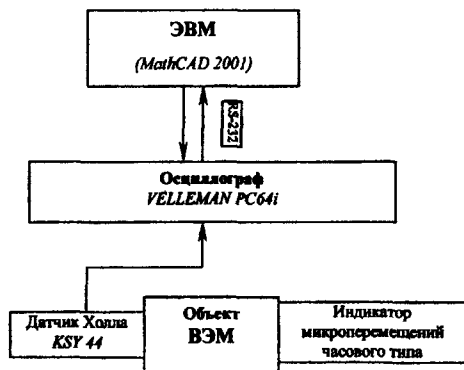 ЭВМ
(MathCAD 2001)
RS-232
Осциллограф
VELLEMAN PC64i
Датчик Холла
KSY 44
Объект
ВЭМ
Индикатор
микроперемещений
часового типа